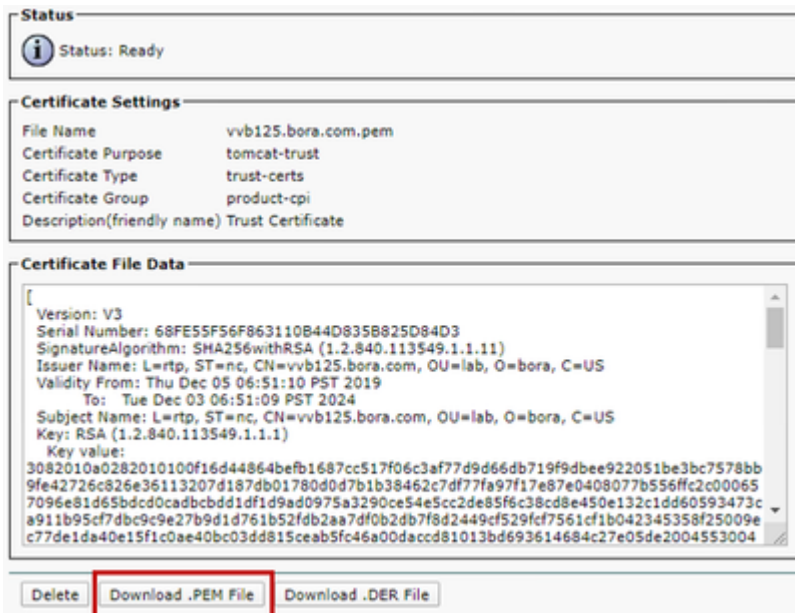 Status
i Status: Ready
Certificate Settings
File Name vvb125.bora.com.pem
Certificate Purpose tomcat-trust
Certificate Type trust-certs
Certificate Group product-cpi
Description(friendly name) Trust Certificate
Certificate File Data
[
Version: V3
Serial Number: 68FE55F56F863110B44D835B825D84D3
SignatureAlgorithm: SHA256withRSA (1.2.840.113549.1.1.11)
Issuer Name: L=rtp, ST=nc, CN=vvb125.bora.com, OU=lab, O=bora, C=US
Validity From: Thu Dec 05 06:51:10 PST 2019
To: Tue Dec 03 06:51:09 PST 2024
Subject Name: L=rtp, ST=nc, CN=vvb125.bora.com, OU=lab, O=bora, C=US
Key: RSA (1.2.840.113549.1.1.1)
Key value:
3082010a0282010100f16d44864befb1687cc517f06c3af77d9d66db719f9dbee922051be3bc7578bb
9fe42726c826e36113207d187db01780d0d7b1b38462c7df77fa97f17e87e0408077b556ffc2c00065
7096e81d65bdcd0cadbcbdd1df1d9ad0975a3290ce54e5cc2de85f6c38cd8e450e132c1dd60593473c
a911b95cf7dbc9c9e27b9d1d761b52fdb2aa7df0b2db7f8d2449cf529fcf7561cf1b042345358f25009e
c77de1da40e15f1c0ae40bc03dd815ceab5fc46a00daccd81013bd693614684c27e05de2004553004
Delete Download .PEM File Download .DER File